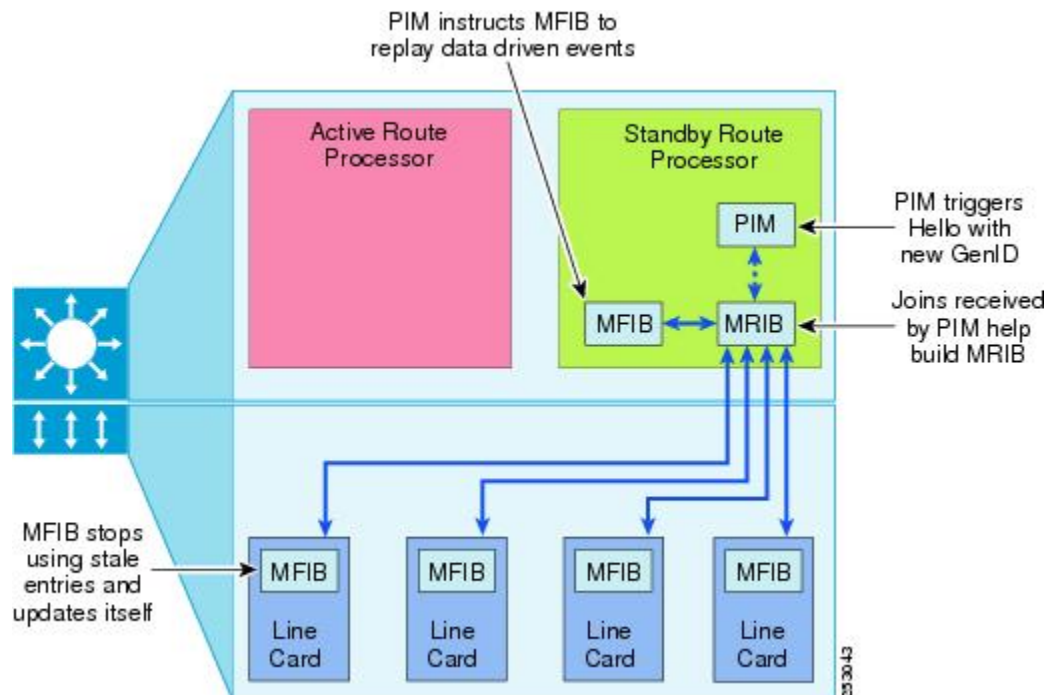 PIM instructs MFIB to
replay data driven events
Active Route
Processor
Standby Route
Processor
PIM
PIM triggers
Hello with
new GenID
MFIB
MRIB
Joins received
by PIM help
build MRIB
MFIB stops
using stale
entries and
updates itself
MFIB
Line
Card
MFIB
Line
Card
MFIB
Line
Card
MFIB
Line
Card
253043